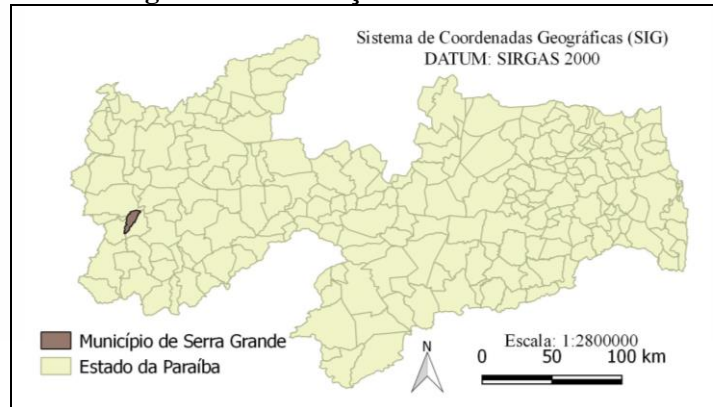 Sistema de Coordenadas Geográficas (SIG)
DATUM: SIRGAS 2000
Município de Serra Grande
Estado da Paraíba
N
Escala: 1:2800000
0 50 100 km